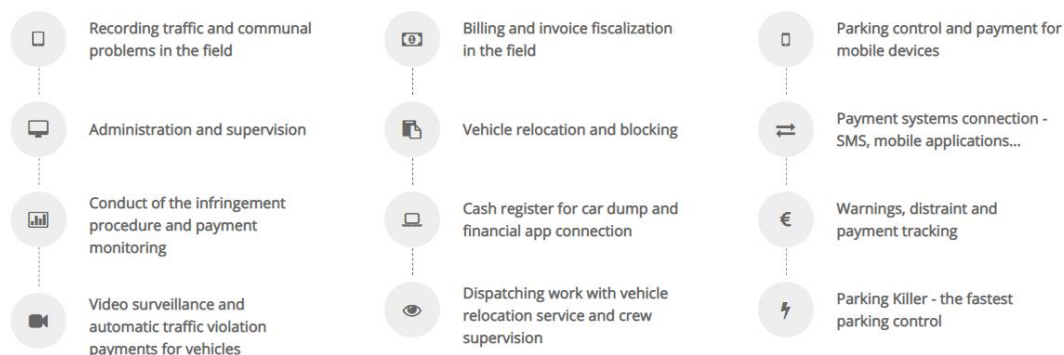 Recording traffic and communal
problems in the field
Administration and supervision
Conduct of the infringement
procedure and payment
monitoring
Video surveillance and
automatic traffic violation
payments for vehicles
Billing and invoice fiscalization
in the field
Vehicle relocation and blocking
Cash register for car dump and
financial app connection
Dispatching work with vehicle
relocation service and crew
supervision
Parking control and payment for
mobile devices
Payment systems connection -
SMS, mobile applications...
Warnings, distraint and
payment tracking
Parking Killer - the fastest
parking control